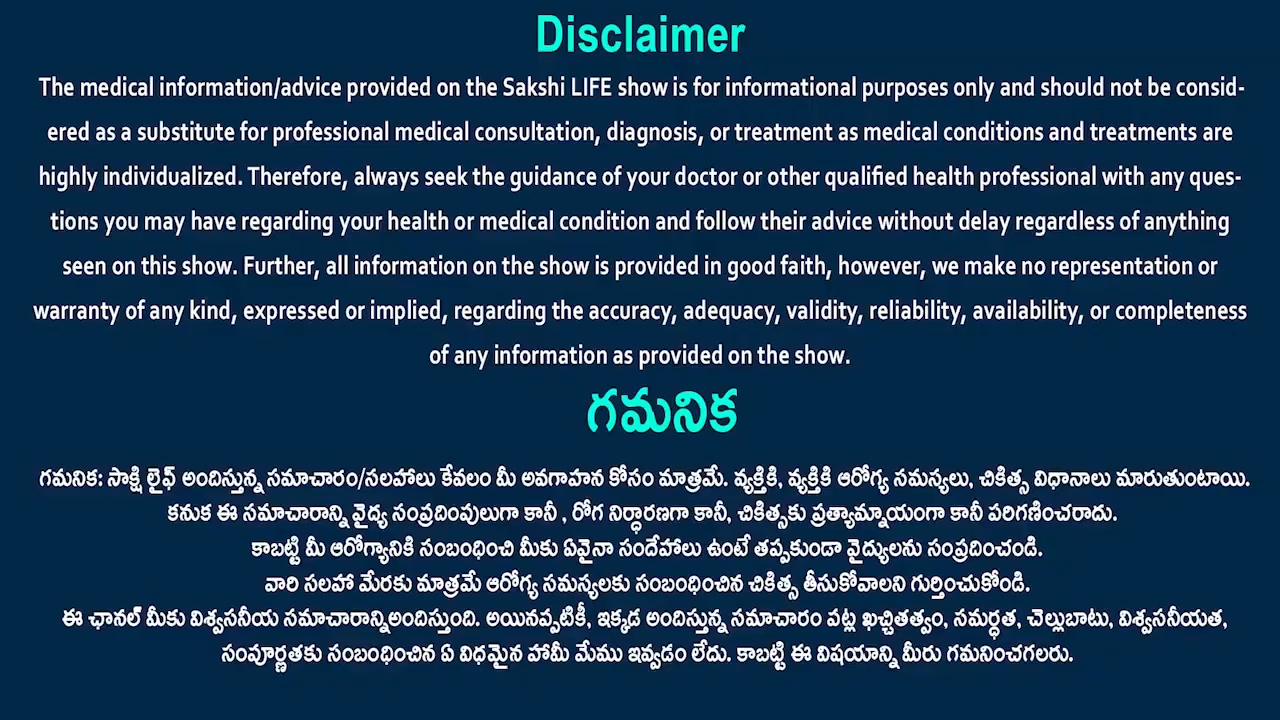 Disclaimer
The medical information/advice provided on the Sakshi LIFE show is for informational purposes only and should not be consid-
ered as a substitute for professional medical consultation, diagnosis, or treatment as medical conditions and treatments are
highly individualized. Therefore, always seek the guidance of your doctor or other qualified health professional with any ques-
tions you may have regarding your health or medical condition and follow their advice without delay regardless of anything
seen on this show. Further, all information on the show is provided in good faith, however, we make no representation or
warranty of any kind, expressed or implied, regarding the accuracy, adequacy, validity, reliability, availability, or completeness
of any information as provided on the show.
గమనిక
గమనిక: సాక్షి లైఫ్ అందిస్తున్న సమాచారం/సలహాలు కేవలం మీ అవగాహన కోసం మాత్రమే. వ్యక్తికి, వ్యక్తికి ఆరోగ్య సమస్యలు, చికిత్స విధానాలు మారుతుంటాయి.
కనుక ఈ సమాచారాన్ని వైద్య సంప్రదింపులుగా కానీ , రోగ నిర్ధారణగా కానీ, చికిత్సకు ప్రత్యామ్నాయంగా కానీ పరిగణించరాదు.
కాబట్టి మీ ఆరోగ్యానికి సంబంధించి మీకు ఏవైనా సందేహాలు ఉంటే తప్పకుండా వైద్యులను సంప్రదించండి.
వారి సలహా మేరకు మాత్రమే ఆరోగ్య సమస్యలకు సంబంధించిన చికిత్స తీసుకోవాలని గుర్తించుకోండి.
ఈ ఛానల్ మీకు విశ్వసనీయ సమాచారాన్నిఅందిస్తుంది. అయినప్పటికీ, ఇక్కడ అందిస్తున్న సమాచారం పట్ల ఖచ్చితత్వం, సమర్ధత, చెల్లుబాటు, విశ్వసనీయత,
సంపూర్ణతకు సంబంధించిన ఏ విధమైన హామీ మేము ఇవ్వడం లేదు. కాబట్టి ఈ విషయాన్ని మీరు గమనించగలరు.